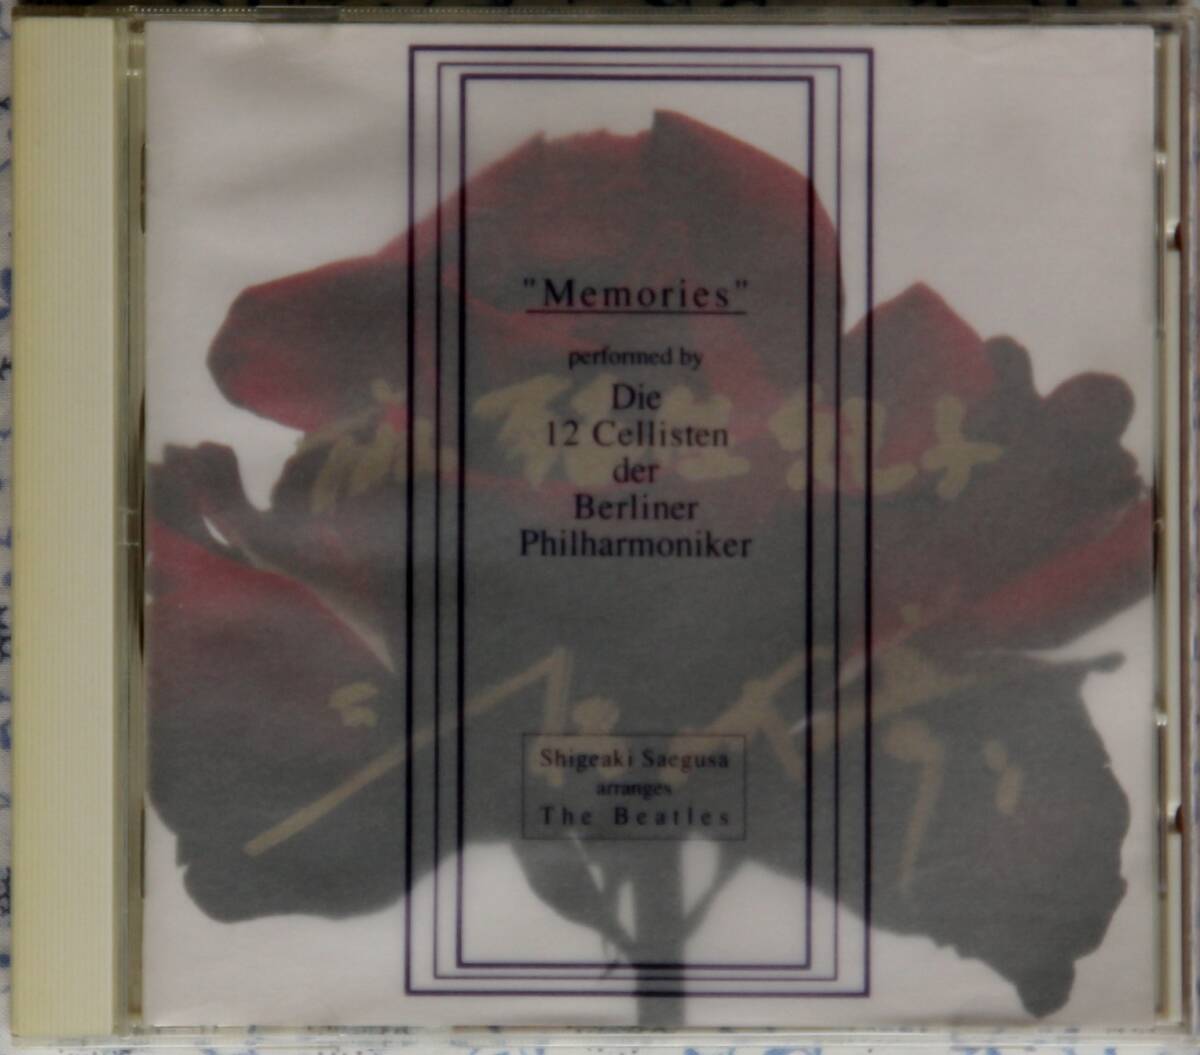 "Memories"
performed by
Die
12 Cellisten
der
Berliner
Philharmoniker
Shigeaki Saegusa
arranges
The Beatles